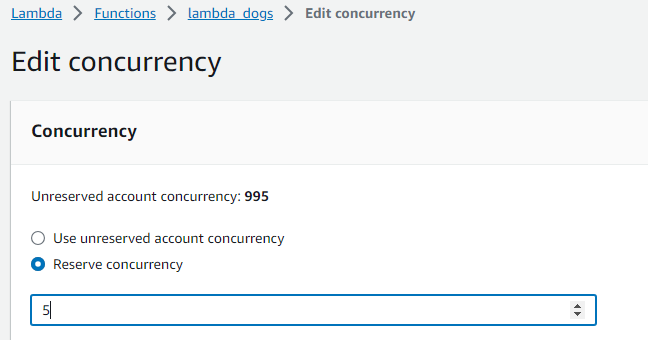 Lambda > Functions > lambda_dogs > Edit concurrency
Edit concurrency
Concurrency
Unreserved account concurrency: 995
Use unreserved account concurrency
Reserve concurrency
5